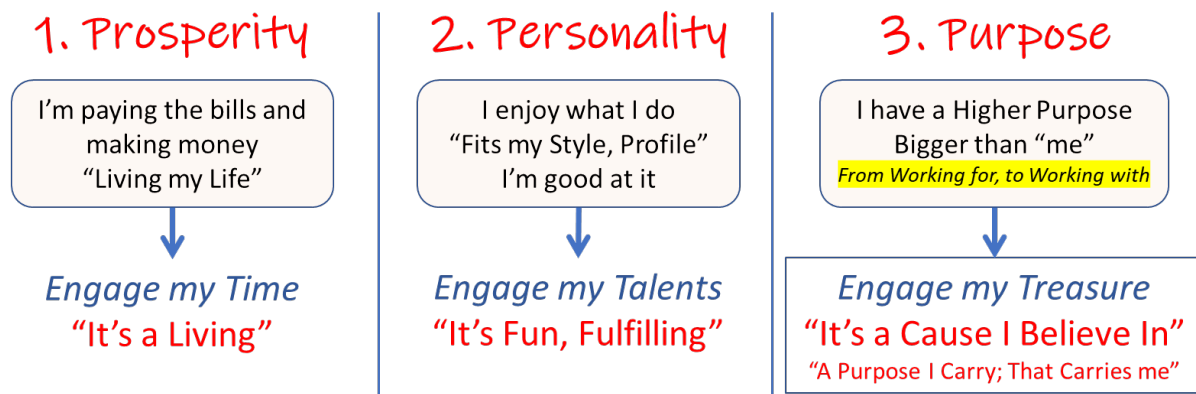 1. Prosperity
I'm paying the bills and
making money
“Living my Life”
Engage my Time
“It's a Living”
2. Personality
I enjoy what I do
“Fits my Style, Profile”
I'm good at it
Engage my Talents
“It's Fun, Fulfilling”
3. Purpose
I have a Higher Purpose
Bigger than “me”
From Working for, to Working with
Engage my Treasure
“It's a Cause I Believe In”
“A Purpose I Carry; That Carries me”